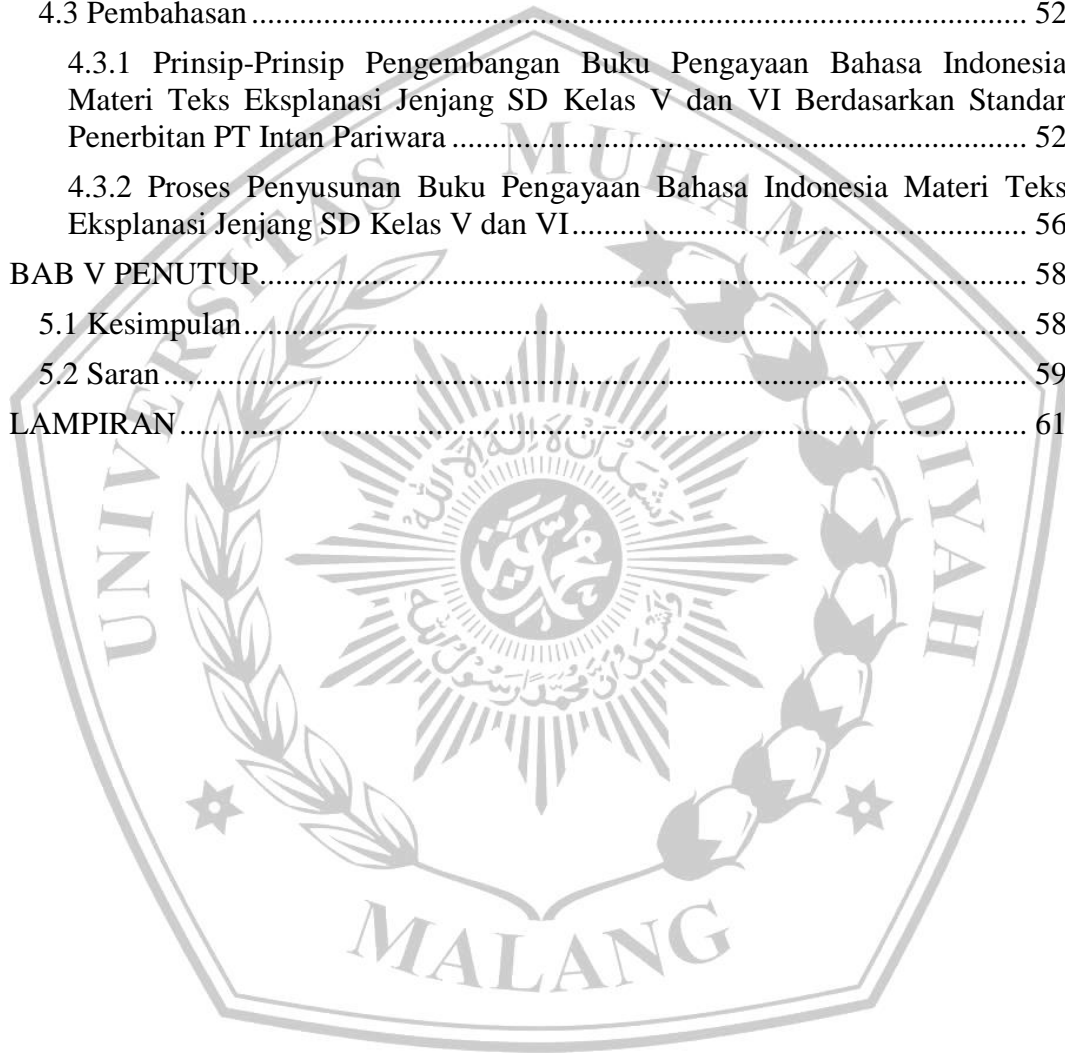 4.3 Pembahasan ................ 52
4.3.1 Prinsip-Prinsip Pengembangan Buku Pengayaan Bahasa Indonesia
Materi Teks Eksplanasi Jenjang SD Kelas V dan VI Berdasarkan Standar
Penerbitan PT Intan Pariwara ................ 52
4.3.2 Proses Penyusunan Buku Pengayaan Bahasa Indonesia Materi Teks
Eksplanasi Jenjang SD Kelas V dan VI ................ 56
BAB V PENUTUP ................ 58
5.1 Kesimpulan ................ 58
5.2 Saran ................ 59
LAMPIRAN ................ 61
UNIVERSITAS MUHAMMADIYAH
MALANG